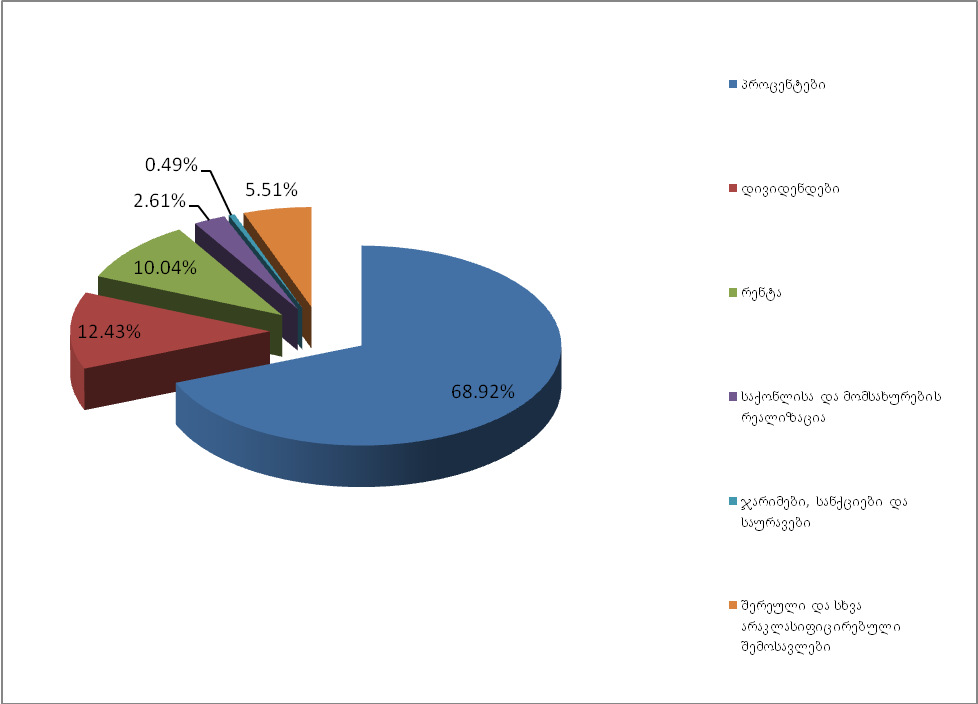 0.49%
5.51%
2.61%
10.04%
12.43%
68.92%
პროცენტები
დივიდენდები
რენტა
საქონლისა და მომსახურების
რეალიზაცია
ჯარიმები, სანქციები და
საურავები
შერეული და სხვა
არაკლასიფიცირებული
შემოსავლები